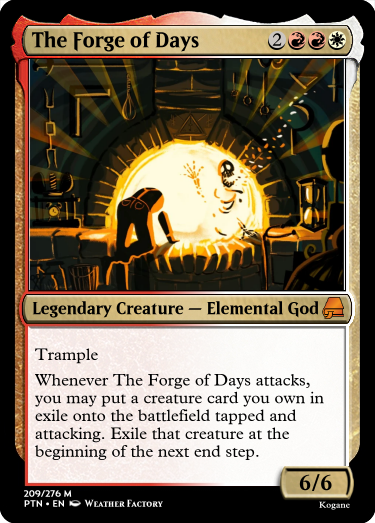 The Forge of Days 2
Legendary Creature — Elemental God
Trample
Whenever The Forge of Days attacks,
you may put a creature card you own in
exile onto the battlefield tapped and
attacking. Exile that creature at the
beginning of the next end step.
6/6
209/276 M
PTN • EN Weather Factory
Kogane